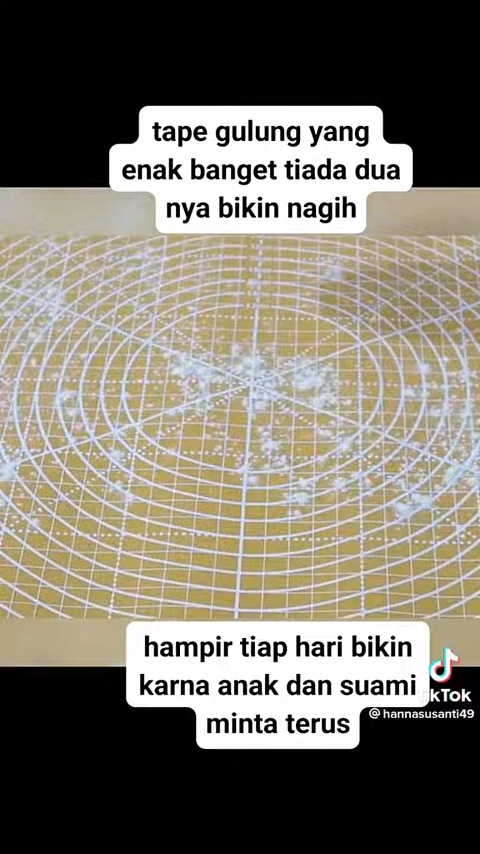 tape gulung yang
enak banget tiada dua
nya bikin nagih
hampir tiap hari bikin
karna anak dan suami
minta terus
kTok
@hannasusanti49